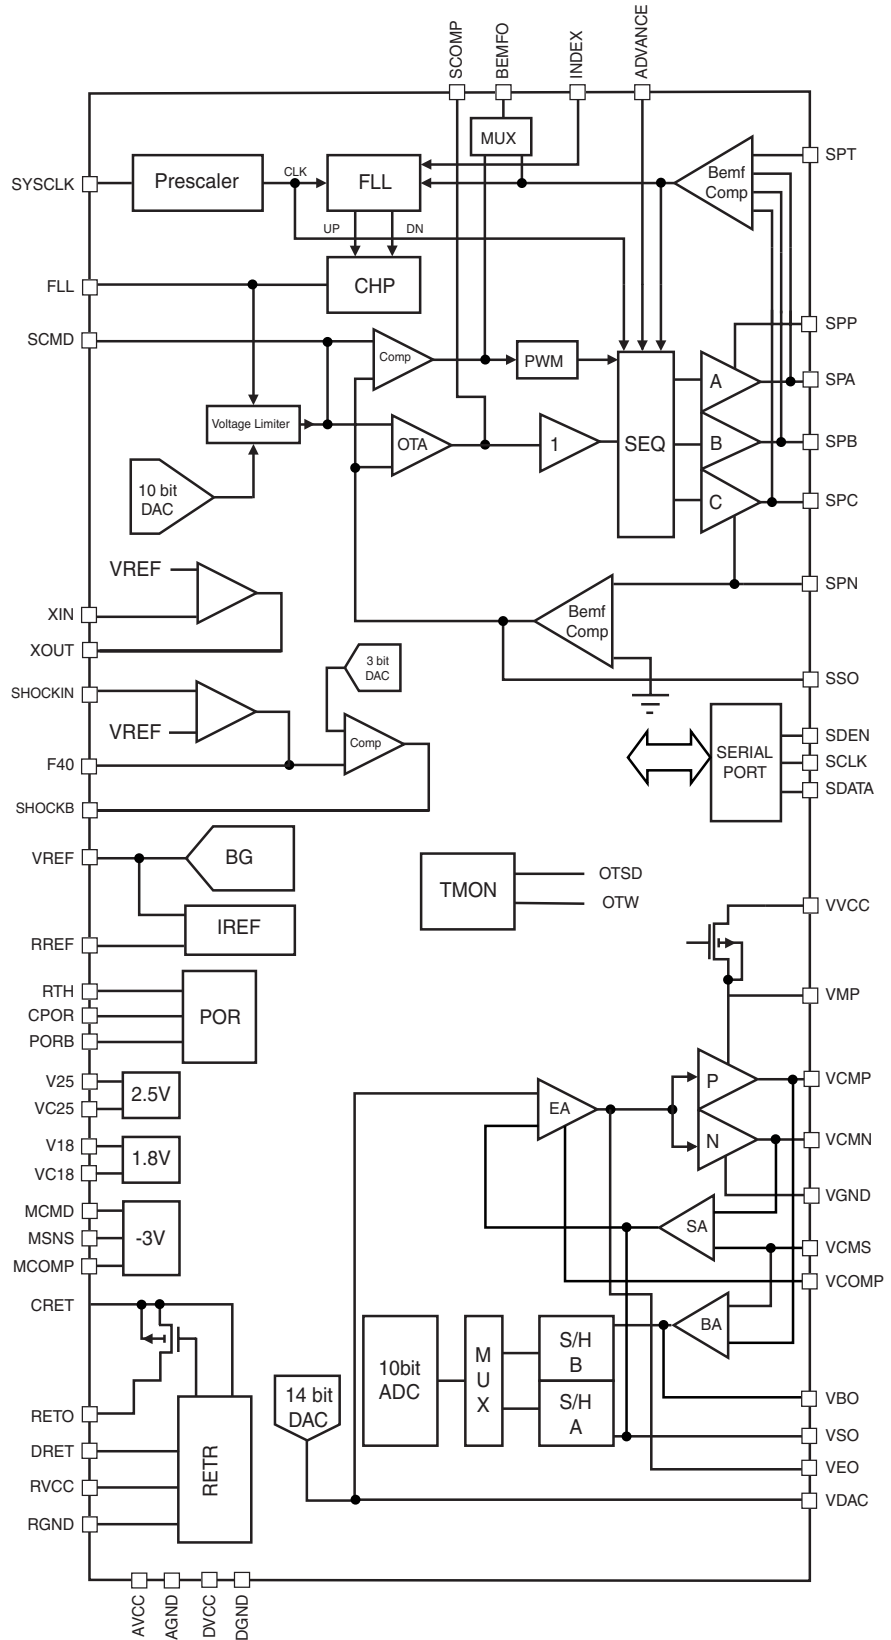 SCOMP
BEMFO
INDEX
ADVANCE
MUX
SYSCLK
Prescaler
CLK
FLL
Bemf
Comp
SPT
UP
DN
FLL
CHP
SCMD
Comp
PWM
SPP
A
SPA
Voltage Limiter
OTA
1
SEQ
B
SPB
10 bit
DAC
C
SPC
VREF
XIN
XOUT
Bemf
Comp
SPN
3 bit
DAC
SSO
SHOCKIN
VREF
F40
Comp
SHOCKB
SERIAL
PORT
SDEN
SCLK
SDATA
VREF
BG
IREF
RREF
TMON
OTSD
OTW
VVCC
VMP
RTH
CPOR
PORB
POR
V25
VC25
2.5V
EA
P
VCMP
N
VCMN
V18
VC18
1.8V
VGND
MCMD
MSNS
MCOMP
-3V
SA
VCMS
VCOMP
CRET
BA
10bit
ADC
M
U
X
S/H
B
S/H
A
14 bit
DAC
VBO
RETO
DRET
RVCC
RGND
RETR
VSO
VEO
VDAC
AVCC
AGND
DVCC
DGND